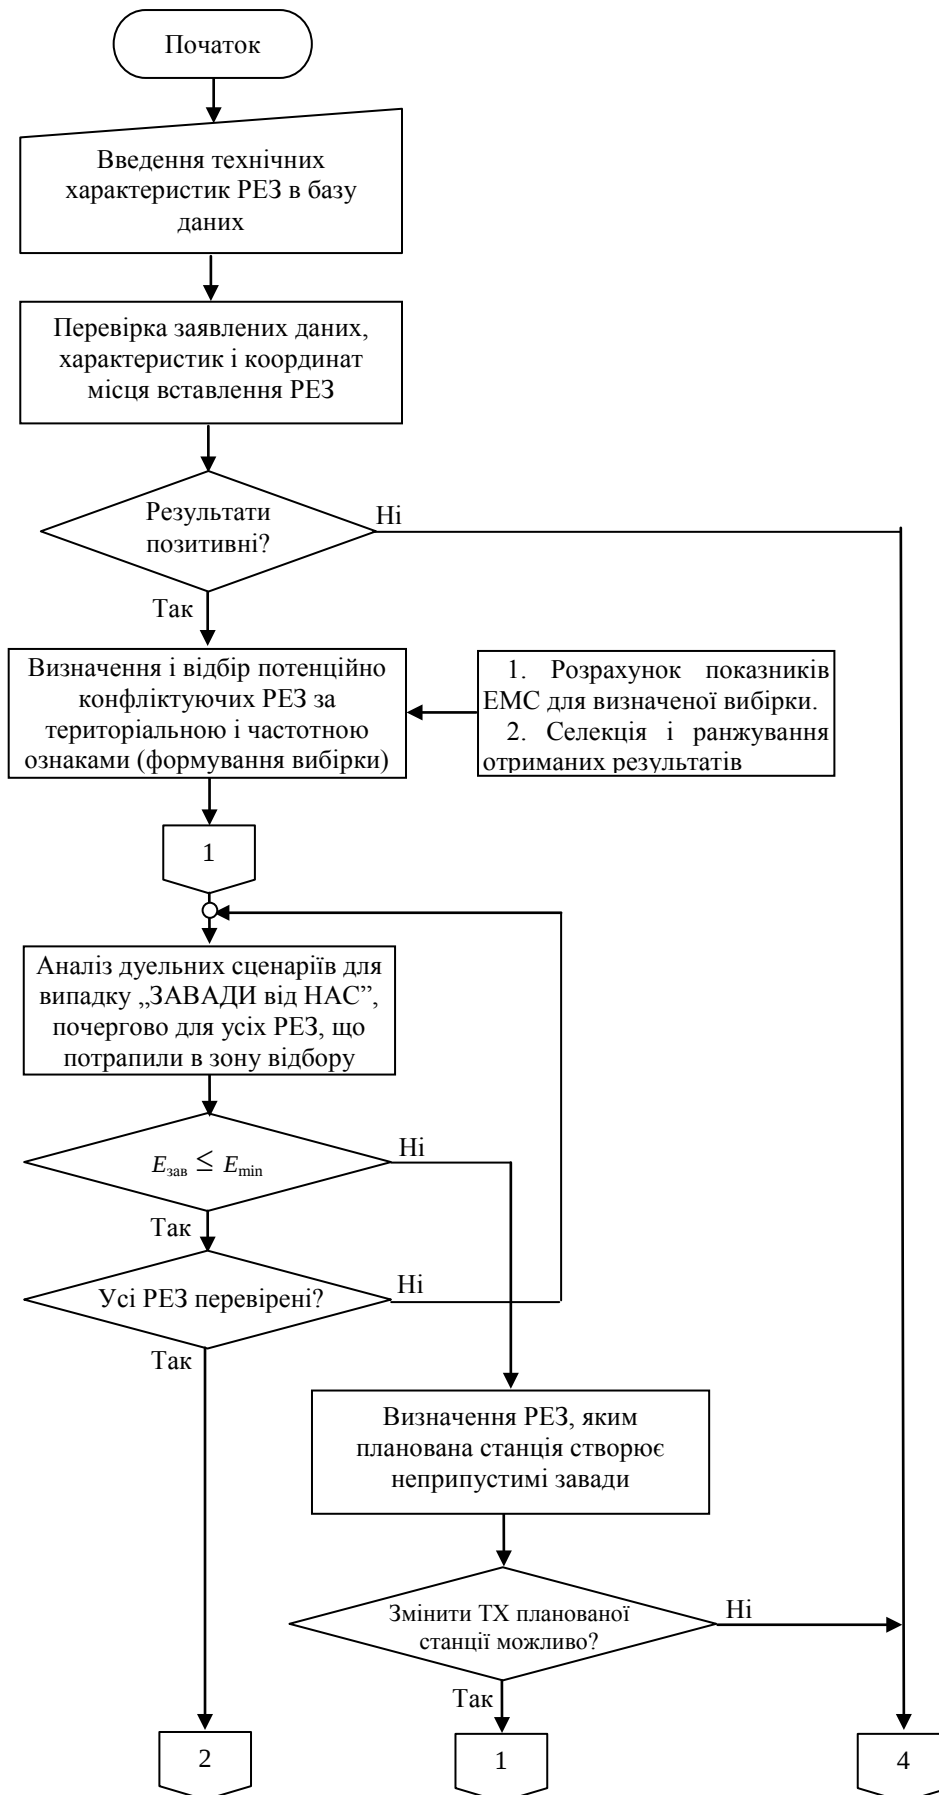 Початок
Введення технічних
характеристик РЕЗ в базу
даних
Перевірка заявлених даних,
характеристик і координат
місця вставлення РЕЗ
Результати
позитивні?
Ні
Так
Визначення і відбір потенційно
конфліктуючих РЕЗ за
територіальною і частотною
ознаками (формування вибірки)
1. Розрахунок показників
ЕМС для визначеної вибірки.
2. Селекція і ранжування
отриманих результатів
1
Аналіз дуельних сценаріїв для
випадку „ЗАВАДИ від НАС”,
почергово для усіх РЕЗ, що
потрапили в зону відбору
Eзав ≤ Emin
Ні
Так
Усі РЕЗ перевірені?
Ні
Так
Визначення РЕЗ, яким
планована станція створює
неприпустимі завади
Змінити ТХ планованої
станції можливо?
Ні
Так
2
1
4